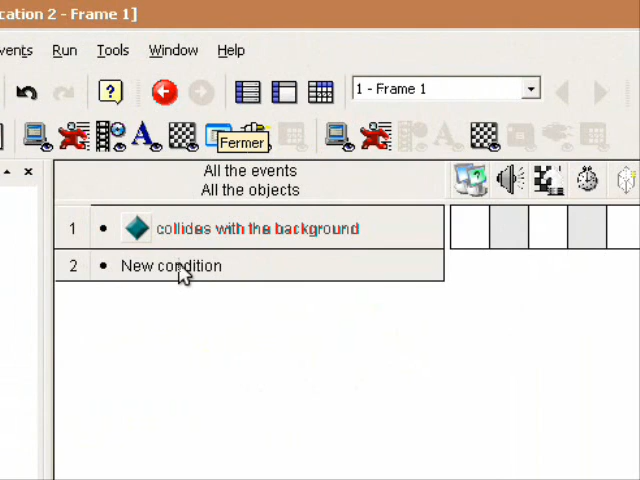 cation 2 - Frame 1]
vents Run Tools Window Help
1 - Frame 1
Fermer
All the events
All the objects
1 • collides with the background
2 • New condition